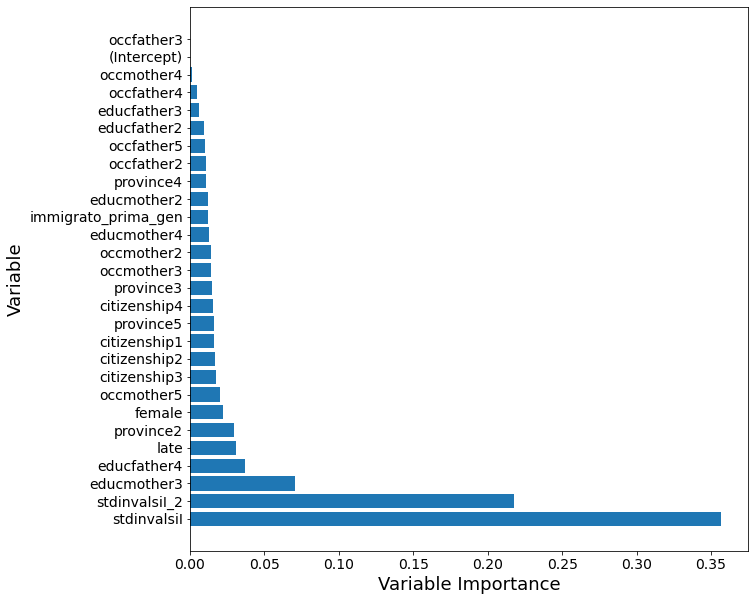 occfather3
(Intercept)
occmother4
occfather4
educfather3
educfather2
occfather5
occfather2
province4
educmother2
immigrato_prima_gen
educmother4
occmother2
occmother3
province3
citizenship4
province5
citizenship1
citizenship2
citizenship3
occmother5
female
province2
late
educfather4
educmother3
stdinvalsiI_2
stdinvalsiI
Variable
0.00 0.05 0.10 0.15 0.20 0.25 0.30 0.35
Variable Importance